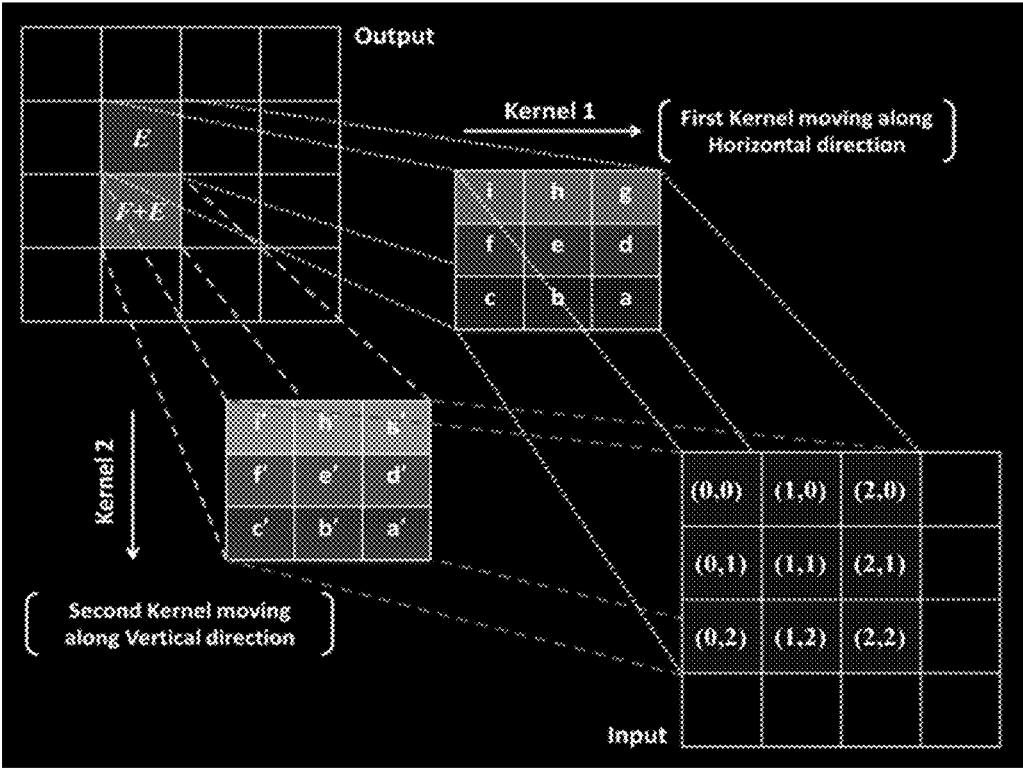 Output
Kernel 1
First Kernel moving along
Horizontal direction
E
F+E
i h g
f e d
c b a
Kernel 2
f′ e′ d′
c′ b′ a′
(0,0) (1,0) (2,0)
(0,1) (1,1) (2,1)
(0,2) (1,2) (2,2)
Second Kernel moving
along Vertical direction
Input